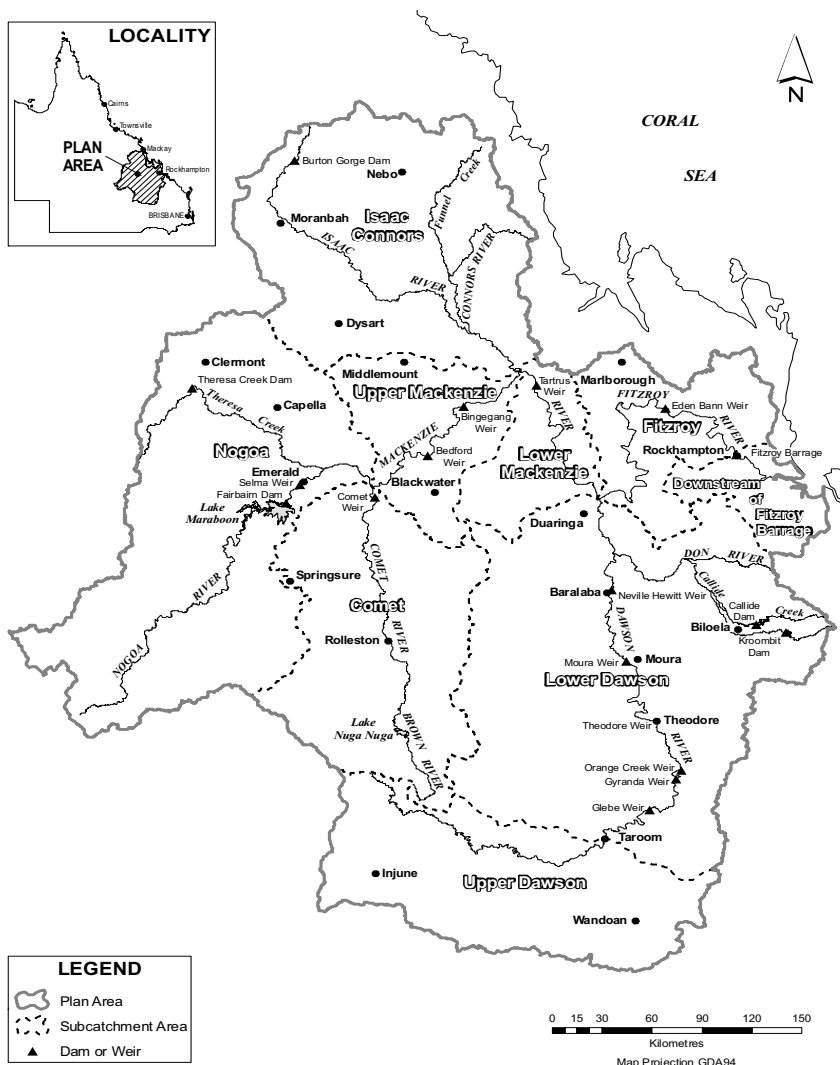 LOCALITY
Cairns
Townsville
Mackay
PLAN
AREA
Rockhampton
BRISBANE
N
CORAL
SEA
Burton Gorge Dam
Nebo
Funnel
Creek
Moranbah
Isaac
Connors
ISAAC
RIVER
CONNORS RIVER
Dysart
Clermont
Theresa Creek Dam
Theresa
Creek
Capella
Middlemount
Upper Mackenzie
Bingegang
Weir
MACKENZIE
Bedford
Weir
Blackwater
Tartrus
Weir
RIVER
Lower
Mackenzie
Marlborough
FITZROY
Eden Bann Weir
Fitzroy
RIVER
Rockhampton
Fitzroy Barrage
Downstream
of
Fitzroy
Barrage
Nogoa
Emerald
Selma Weir
Fairbairn Dam
Lake
Maraboon
Comet
Weir
Duaringa
DON RIVER
Callide
Creek
Callide
Dam
Biloela
Kroombit
Dam
Springsure
COMET
RIVER
Comet
Rolleston
NOGOA
RIVER
Baralaba
Neville Hewitt Weir
DAWSON
Moura Weir
Moura
Lower Dawson
Theodore Weir
Theodore
RIVER
Lake
Nuga Nuga
BROWN
RIVER
Orange Creek Weir
Gyranda Weir
Glebe Weir
Taroom
Injune
Upper Dawson
Wandoan
LEGEND
Plan Area
Subcatchment Area
Dam or Weir
0 15 30 60 90 120 150
Kilometres
Map Projection GDA94